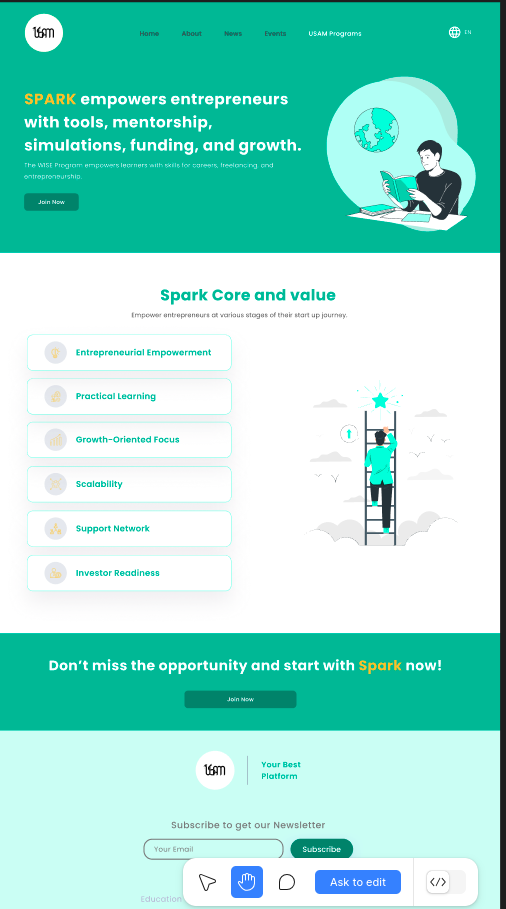 USAM
Home About News Events USAM Programs EN
SPARK empowers entrepreneurs
with tools, mentorship,
simulations, funding, and growth.
The WISE Program empowers learners with skills for careers, freelancing, and
entrepreneurship.
Join Now
Spark Core and value
Empower entrepreneurs at various stages of their start up journey.
Entrepreneurial Empowerment
Practical Learning
Growth-Oriented Focus
Scalability
Support Network
Investor Readiness
Don't miss the opportunity and start with Spark now!
Join Now
USAM
Your Best
Platform
Subscribe to get our Newsletter
Your Email
Subscribe
Education
Ask to edit